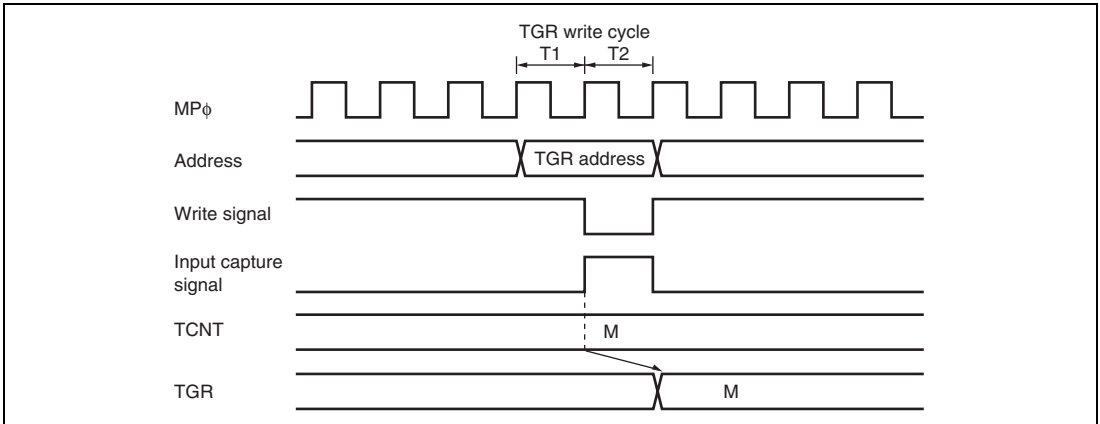 TGR write cycle
T1 T2
MPϕ
Address
TGR address
Write signal
Input capture
signal
TCNT
M
TGR
M